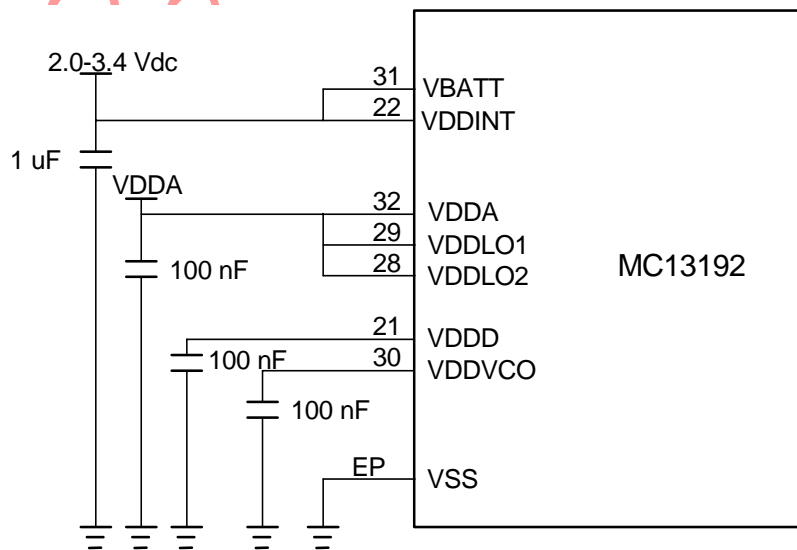 2.0-3.4 Vdc
31 VBATT
22 VDDINT
1 uF
VDDA
32 VDDA
29 VDDLO1
100 nF
28 VDDLO2
MC13192
21 VDDD
100 nF
30 VDDVCO
100 nF
EP VSS